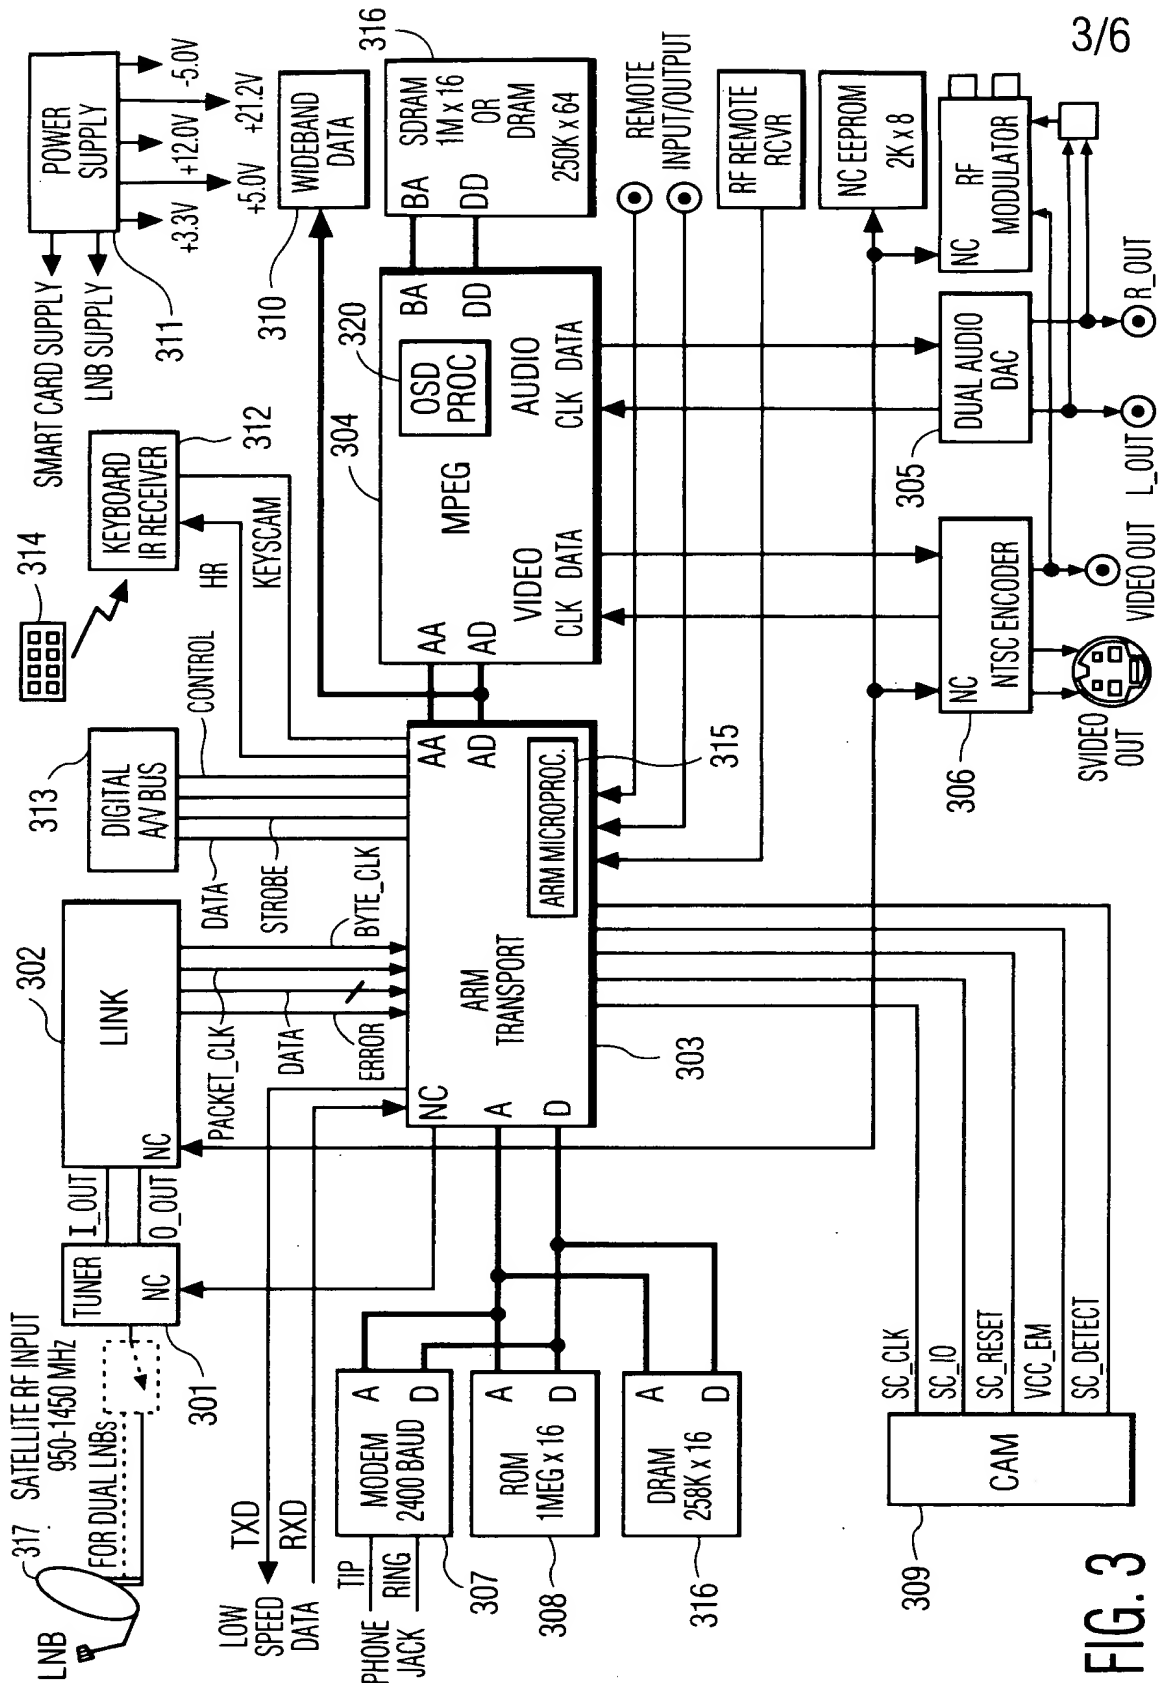 3/6
FIG. 3
LNB
317
SATELLITE RF INPUT
950-1450 MHz
FOR DUAL LNBs
301
TUNER
NC
I_OUT
O_OUT
302
LINK
NC
PACKET_CLK
DATA
ERROR
BYTE_CLK
313
DIGITAL
A/V BUS
DATA
STROBE
CONTROL
314
KEYBOARD
IR RECEIVER
312
HR
KEYSCAM
POWER
SUPPLY
SMART CARD SUPPLY
LNB SUPPLY
311
+3.3V
+5.0V
+12.0V
+21.2V
-5.0V
LOW
SPEED
DATA
TXD
RXD
NC
A
D
AA
AD
ARM
TRANSPORT
ARM MICROPROC.
315
303
304
AA
AD
VIDEO
CLK DATA
MPEG
OSD
PROC
320
AUDIO
CLK DATA
BA
DD
310
WIDEBAND
DATA
BA
DD
SDRAM
1M x 16
OR
DRAM
250K x 64
316
REMOTE
INPUT/OUTPUT
RF REMOTE
RCVR
NC EEPROM
2K x 8
PHONE
JACK
TIP
RING
MODEM
2400 BAUD
A
D
307
ROM
1MEG x 16
A
D
308
DRAM
258K x 16
A
D
316
CAM
309
SC_CLK
SC_IO
SC_RESET
VCC_EM
SC_DETECT
NC
NTSC ENCODER
306
SVIDEO
OUT
VIDEO OUT
DUAL AUDIO
DAC
305
L_OUT
R_OUT
NC
RF
MODULATOR